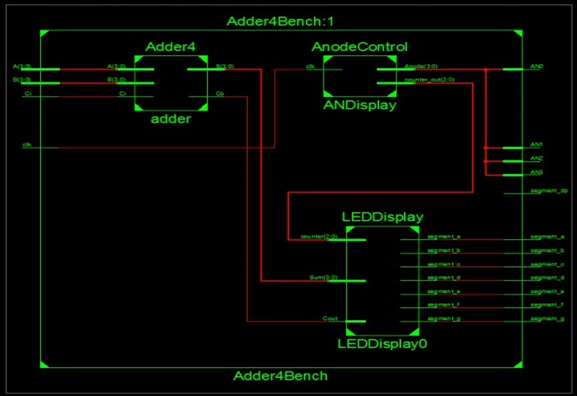 Adder4Bench:1
Adder4
AnodeControl
A(3:0) A(3:0) S(3:0) clk Anode(3:0) AN0
B(3:0) B(3:0) counter_out(2:0)
Ci Ci Co
adder
ANDisplay
clk AN1
AN2
AN3
segment_dp
LEDDisplay
counter(2:0) segment_a segment_a
segment_b segment_b
segment_c segment_c
Sum(3:0) segment_d segment_d
segment_e segment_e
segment_f segment_f
Cout segment_g segment_g
LEDDisplay0
Adder4Bench